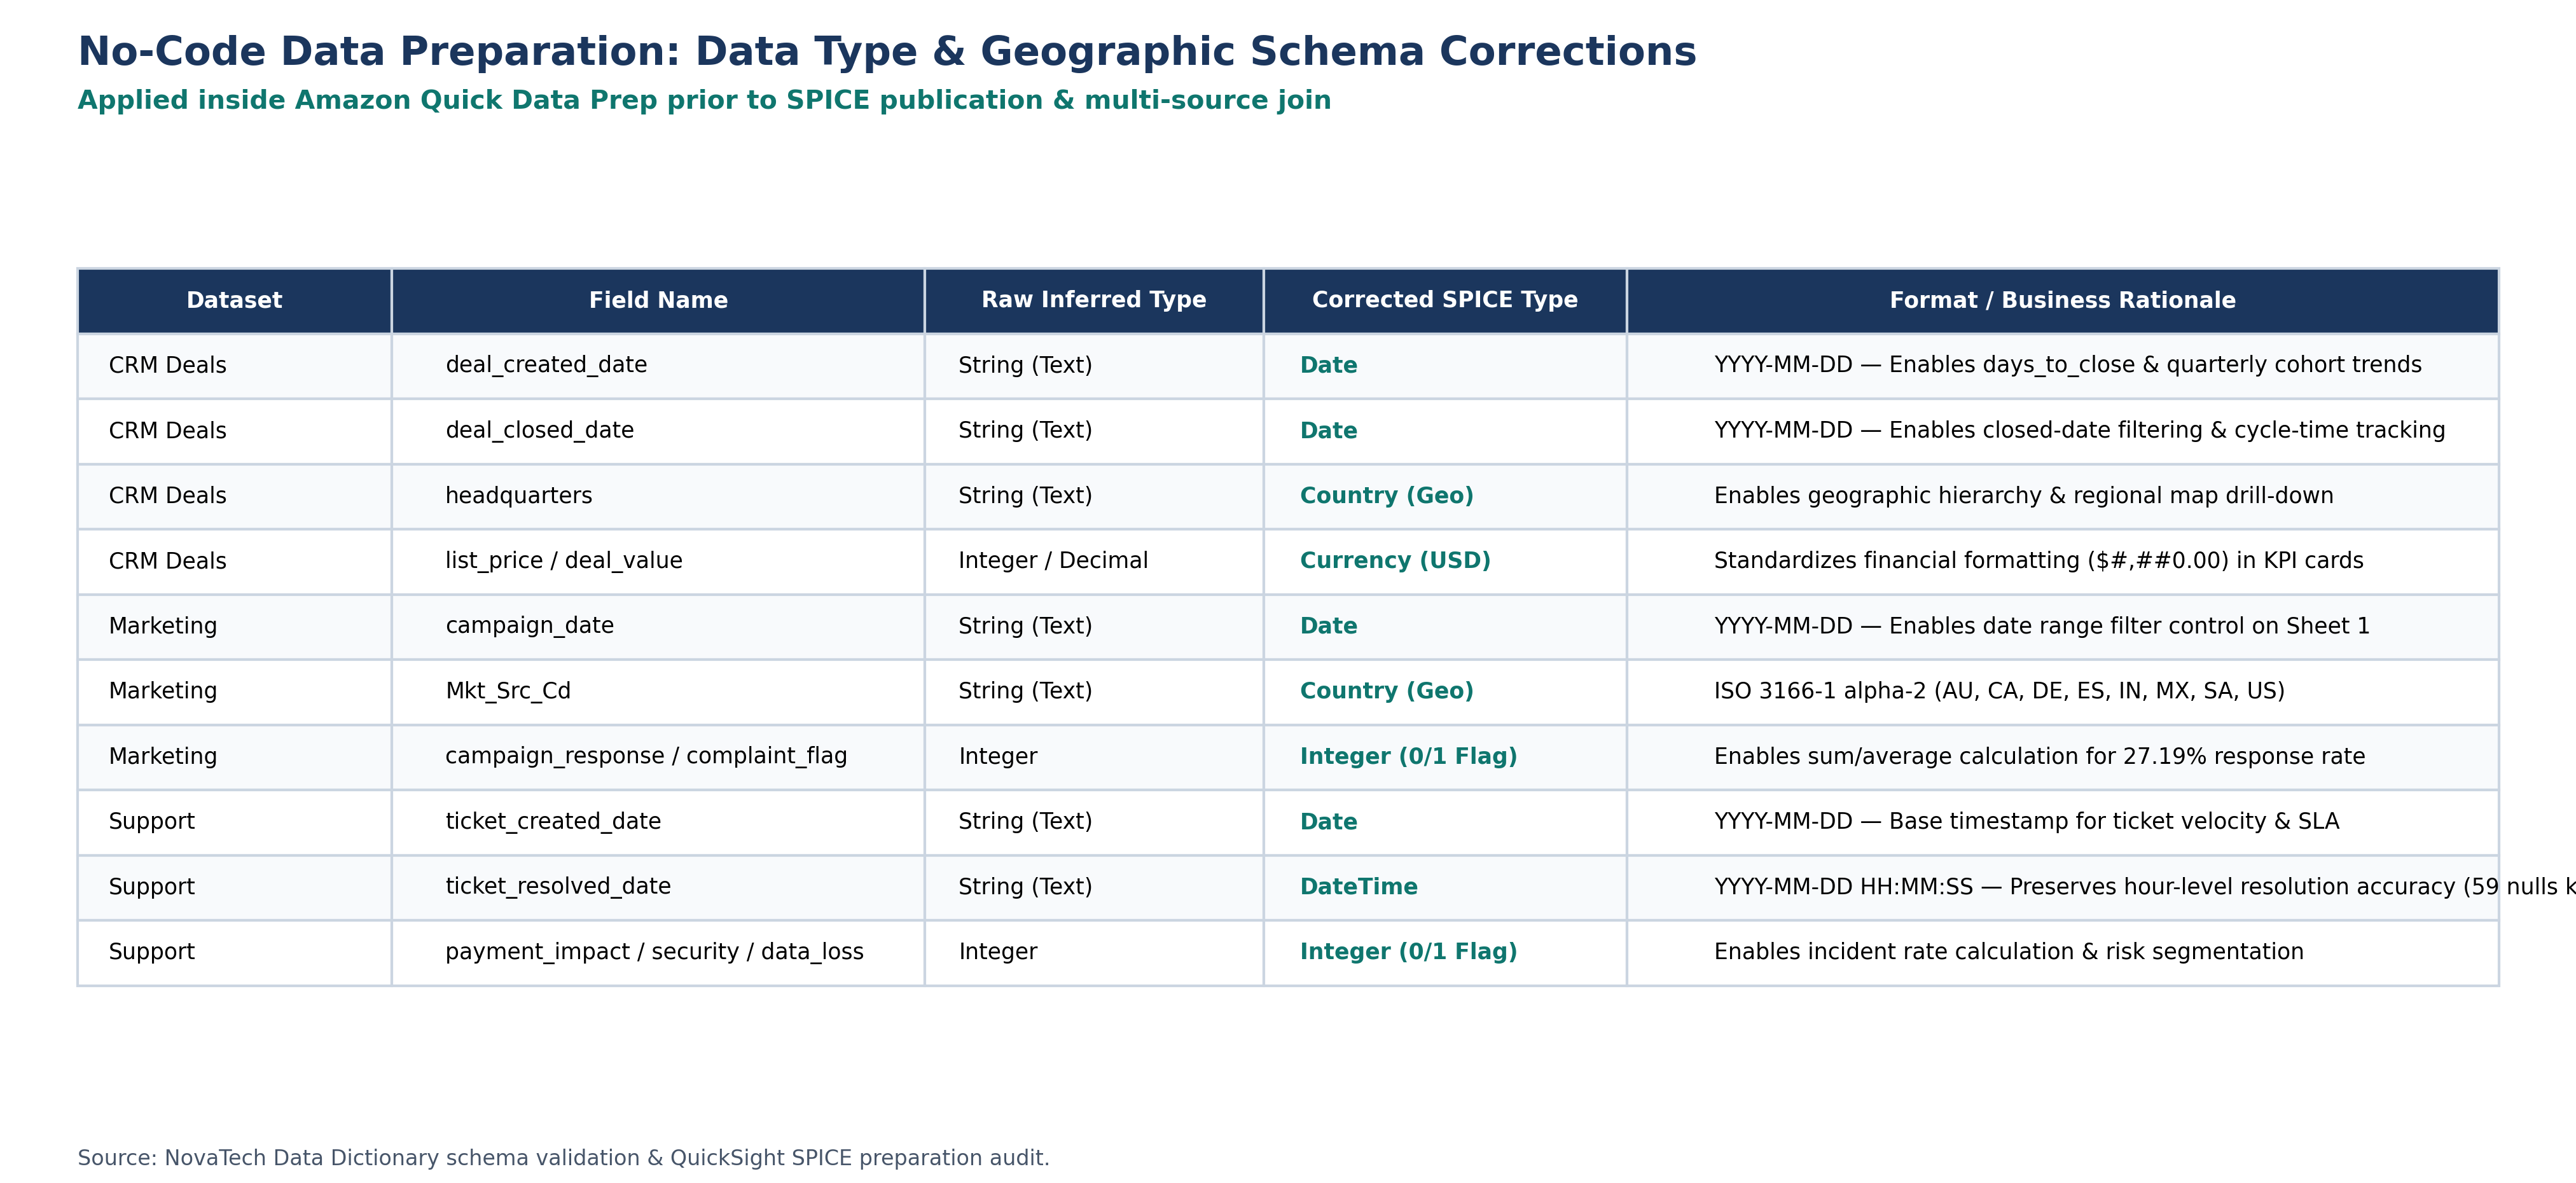 No-Code Data Preparation: Data Type & Geographic Schema Corrections
Applied inside Amazon Quick Data Prep prior to SPICE publication & multi-source join
Dataset Field Name Raw Inferred Type Corrected SPICE Type Format / Business Rationale
CRM Deals deal_created_date String (Text) Date YYYY-MM-DD — Enables days_to_close & quarterly cohort trends
CRM Deals deal_closed_date String (Text) Date YYYY-MM-DD — Enables closed-date filtering & cycle-time tracking
CRM Deals headquarters String (Text) Country (Geo) Enables geographic hierarchy & regional map drill-down
CRM Deals list_price / deal_value Integer / Decimal Currency (USD) Standardizes financial formatting ($#,##0.00) in KPI cards
Marketing campaign_date String (Text) Date YYYY-MM-DD — Enables date range filter control on Sheet 1
Marketing Mkt_Src_Cd String (Text) Country (Geo) ISO 3166-1 alpha-2 (AU, CA, DE, ES, IN, MX, SA, US)
Marketing campaign_response / complaint_flag Integer Integer (0/1 Flag) Enables sum/average calculation for 27.19% response rate
Support ticket_created_date String (Text) Date YYYY-MM-DD — Base timestamp for ticket velocity & SLA
Support ticket_resolved_date String (Text) DateTime YYYY-MM-DD HH:MM:SS — Preserves hour-level resolution accuracy (59 nulls
Support payment_impact / security / data_loss Integer Integer (0/1 Flag) Enables incident rate calculation & risk segmentation
Source: NovaTech Data Dictionary schema validation & QuickSight SPICE preparation audit.